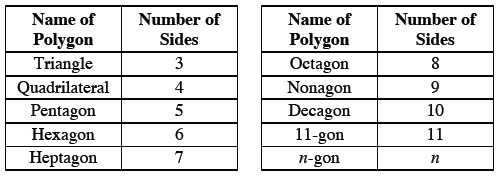 Name of Polygon Number of Sides
Triangle 3
Quadrilateral 4
Pentagon 5
Hexagon 6
Heptagon 7
Name of Polygon Number of Sides
Octagon 8
Nonagon 9
Decagon 10
11-gon 11
n-gon n